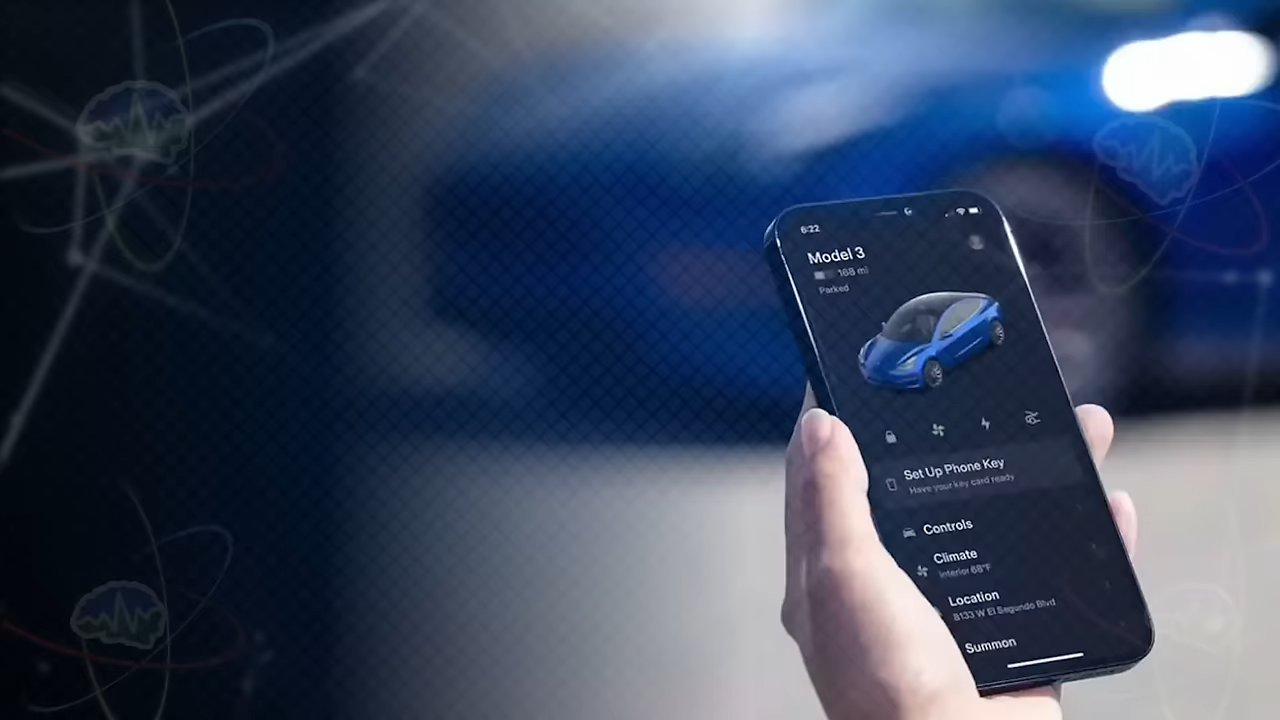 6:22
Model 3
168 mi
Parked
Set Up Phone Key
Have your key card ready
Controls
Climate
Interior 68°F
Location
8133 W El Segundo Blvd
Summon